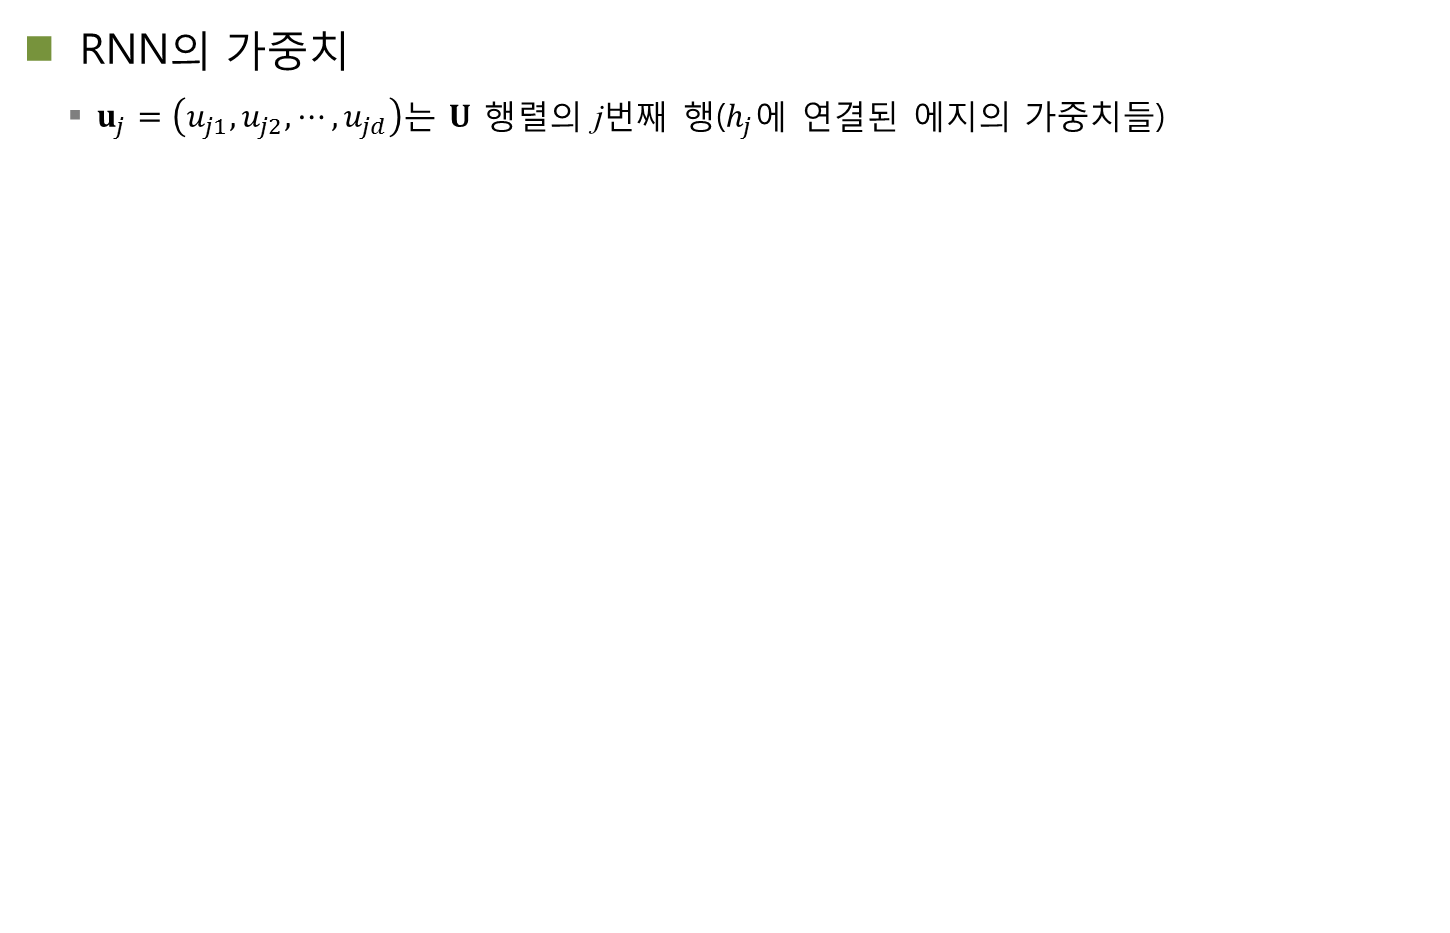 RNN의 가중치
𝐮ⱼ = (uⱼ₁, uⱼ₂, ⋯ , uⱼd)는 𝐔 행렬의 j번째 행(hⱼ에 연결된 에지의 가중치들)